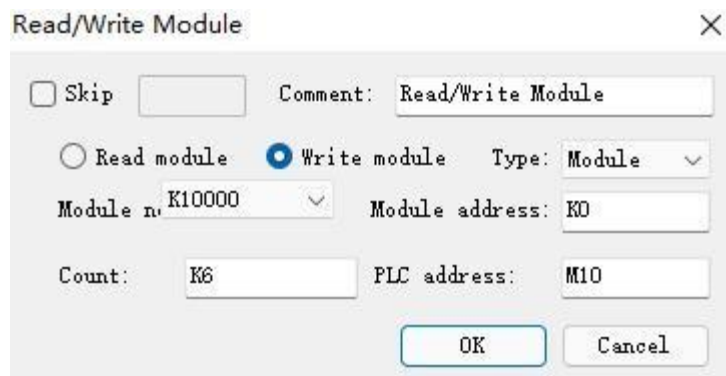 Read/Write Module
Skip Comment: Read/Write Module
Read module Write module Type: Module
Module n K10000 Module address: K0
Count: K6 PLC address: M10
OK Cancel